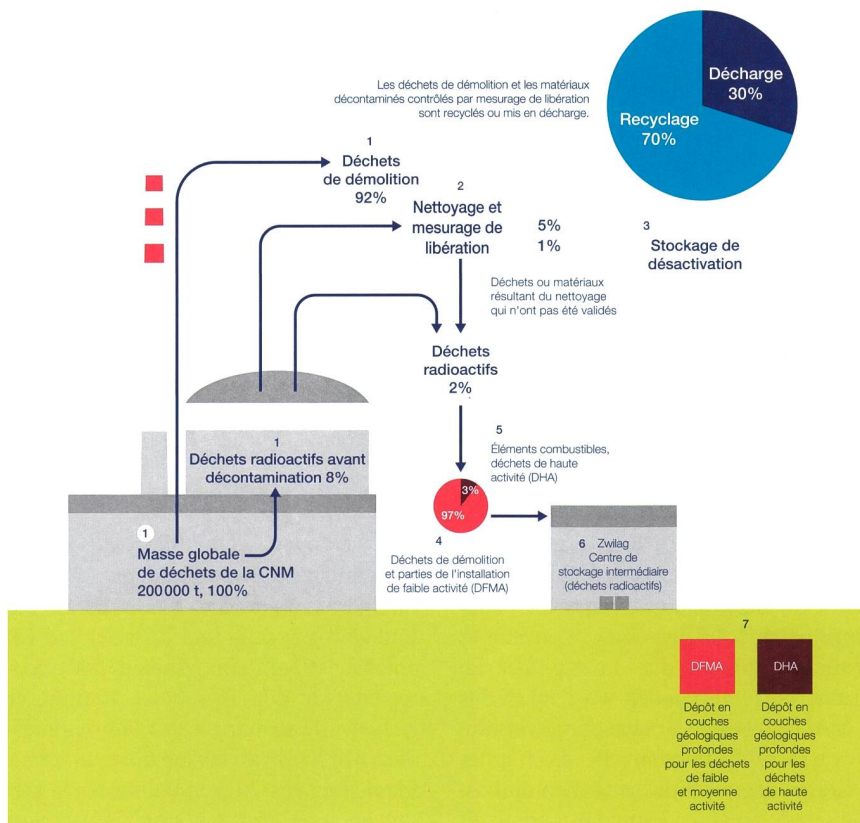 Les déchets de démolition et les matériaux
décontaminés contrôlés par mesurage de libération
sont recyclés ou mis en décharge.
Décharge
30%
Recyclage
70%
1
Déchets
de démolition
92%
2
Nettoyage et
mesurage de
libération
5%
1%
3
Stockage de
désactivation
Déchets ou matériaux
résultant du nettoyage
qui n'ont pas été validés
Déchets
radioactifs
2%
1
Déchets radioactifs avant
décontamination 8%
5
Éléments combustibles,
déchets de haute
activité (DHA)
3%
97%
4
Déchets de démolition
et parties de l'installation
de faible activité (DFMA)
1
Masse globale
de déchets de la CNM
200 000 t, 100%
6 Zwilag
Centre de
stockage intermédiaire
(déchets radioactifs)
7
DFMA
DHA
Dépôt en
couches
géologiques
profondes
pour les déchets
de faible
et moyenne
activité
Dépôt en
couches
géologiques
profondes
pour les
déchets
de haute
activité